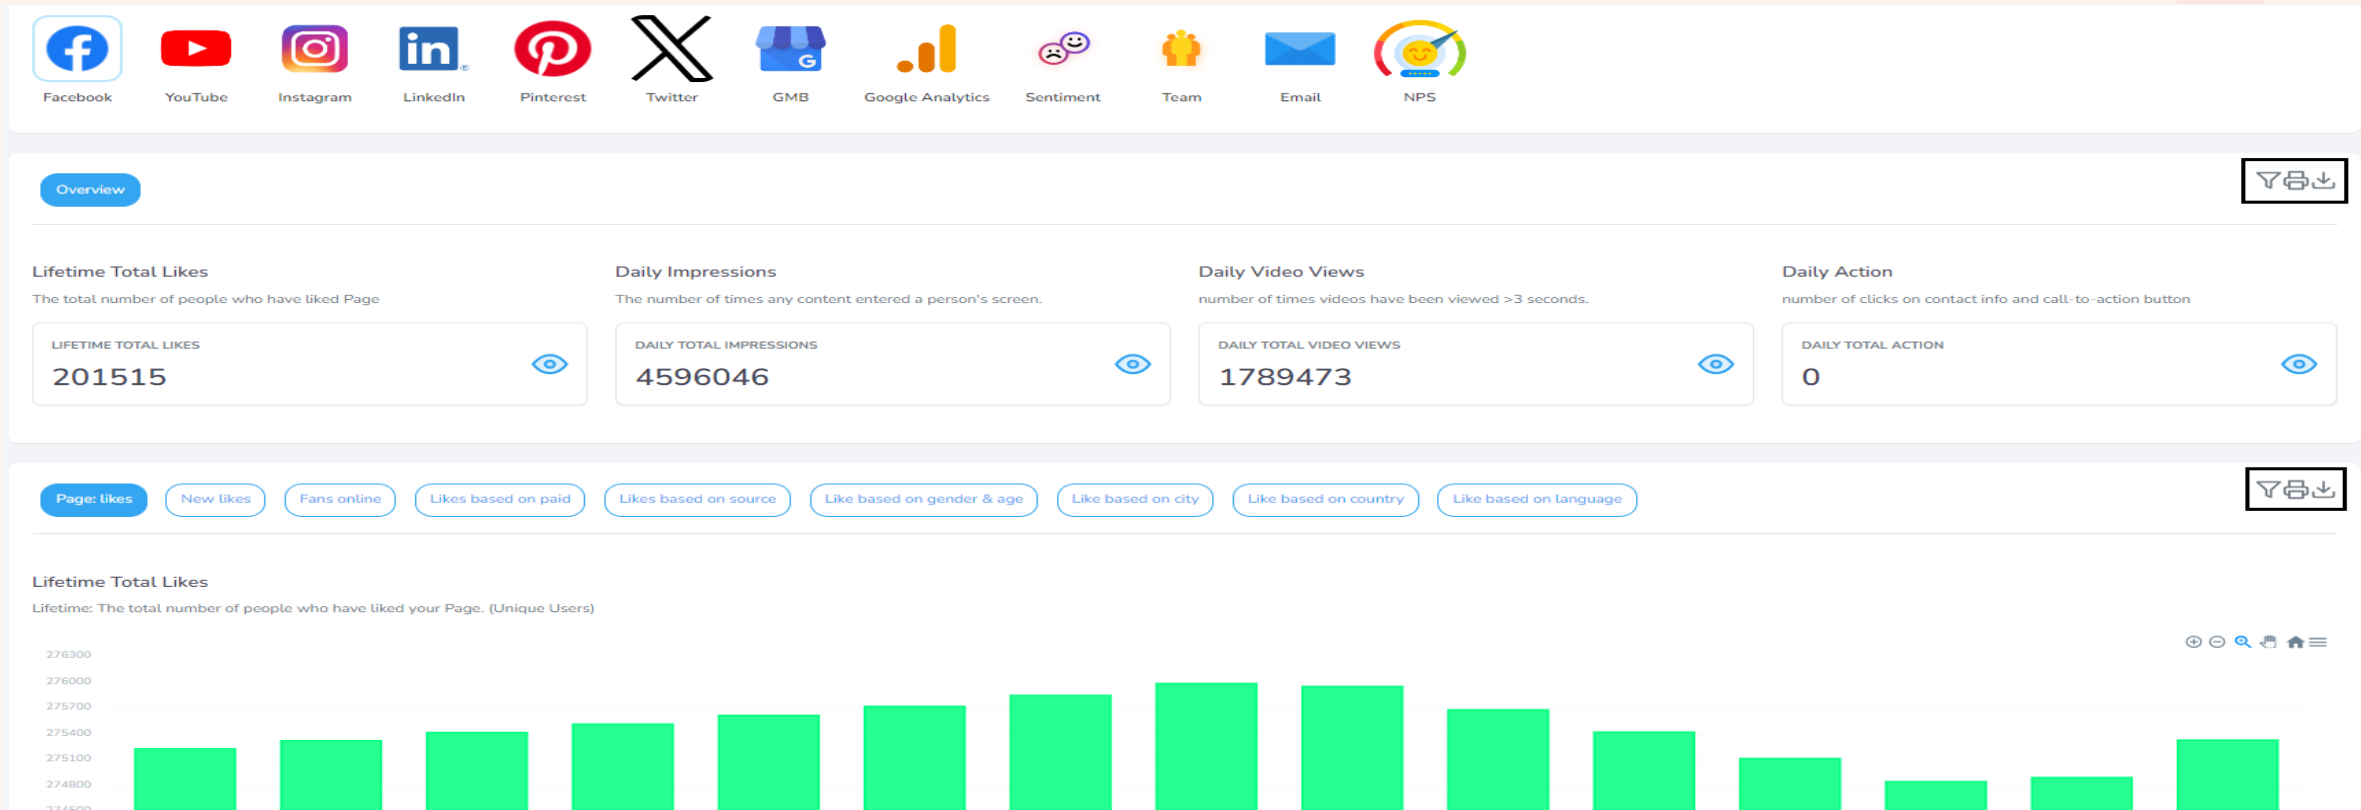 Facebook YouTube Instagram LinkedIn Pinterest Twitter GMB Google Analytics Sentiment Team Email NPS
Overview
Lifetime Total Likes
The total number of people who have liked Page
LIFETIME TOTAL LIKES
201515
Daily Impressions
The number of times any content entered a person's screen.
DAILY TOTAL IMPRESSIONS
4596046
Daily Video Views
number of times videos have been viewed >3 seconds.
DAILY TOTAL VIDEO VIEWS
1789473
Daily Action
number of clicks on contact info and call-to-action button
DAILY TOTAL ACTION
0
Page: likes New likes Fans online Likes based on paid Likes based on source Like based on gender & age Like based on city Like based on country Like based on language
Lifetime Total Likes
Lifetime: The total number of people who have liked your Page. (Unique Users)
276300
276000
275700
275400
275100
274800
274500